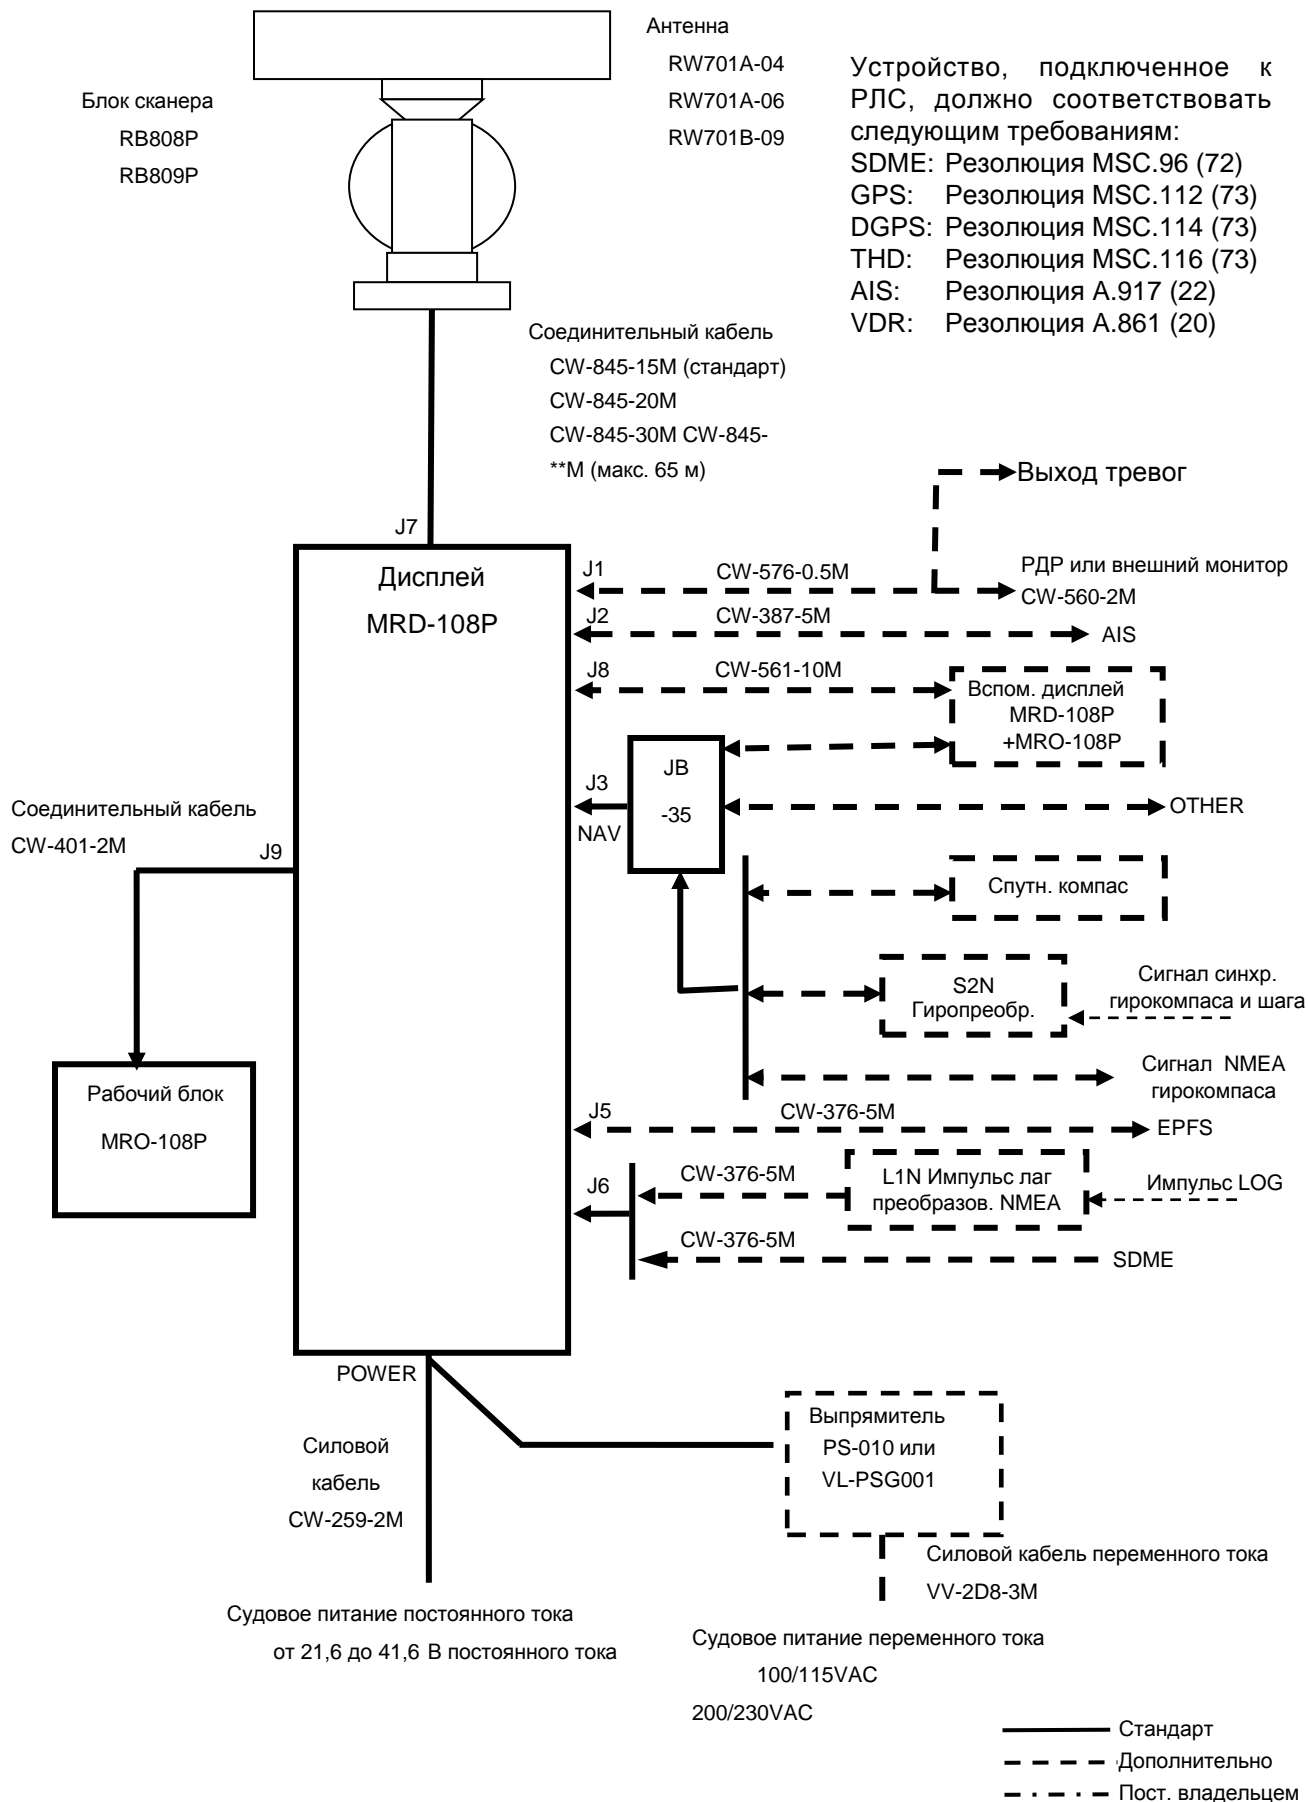 Антенна
RW701A-04
RW701A-06
RW701B-09
Блок сканера
RB808P
RB809P
Устройство, подключенное к
РЛС, должно соответствовать
следующим требованиям:
SDME: Резолюция MSC.96 (72)
GPS: Резолюция MSC.112 (73)
DGPS: Резолюция MSC.114 (73)
THD: Резолюция MSC.116 (73)
AIS: Резолюция A.917 (22)
VDR: Резолюция A.861 (20)
Соединительный кабель
CW-845-15M (стандарт)
CW-845-20M
CW-845-30M CW-845-
**М (макс. 65 м)
Выход тревог
J7
Дисплей
MRD-108P
J1
CW-576-0.5M
РДР или внешний монитор
CW-560-2M
J2
CW-387-5M
AIS
J8
CW-561-10M
Вспом. дисплей
MRD-108P
+MRO-108P
JB
-35
J3
NAV
OTHER
Соединительный кабель
CW-401-2M
J9
Спутн. компас
S2N
Гиропреобр.
Сигнал синхр.
гирокомпаса и шага
Сигнал NMEA
гирокомпаса
Рабочий блок
MRO-108P
J5
CW-376-5M
EPFS
J6
CW-376-5M
L1N Импульс лаг
преобразов. NMEA
Импульс LOG
CW-376-5M
SDME
POWER
Силовой
кабель
CW-259-2M
Выпрямитель
PS-010 или
VL-PSG001
Силовой кабель переменного тока
VV-2D8-3M
Судовое питание постоянного тока
от 21,6 до 41,6 В постоянного тока
Судовое питание переменного тока
100/115VAC
200/230VAC
Стандарт
Дополнительно
Пост. владельцем